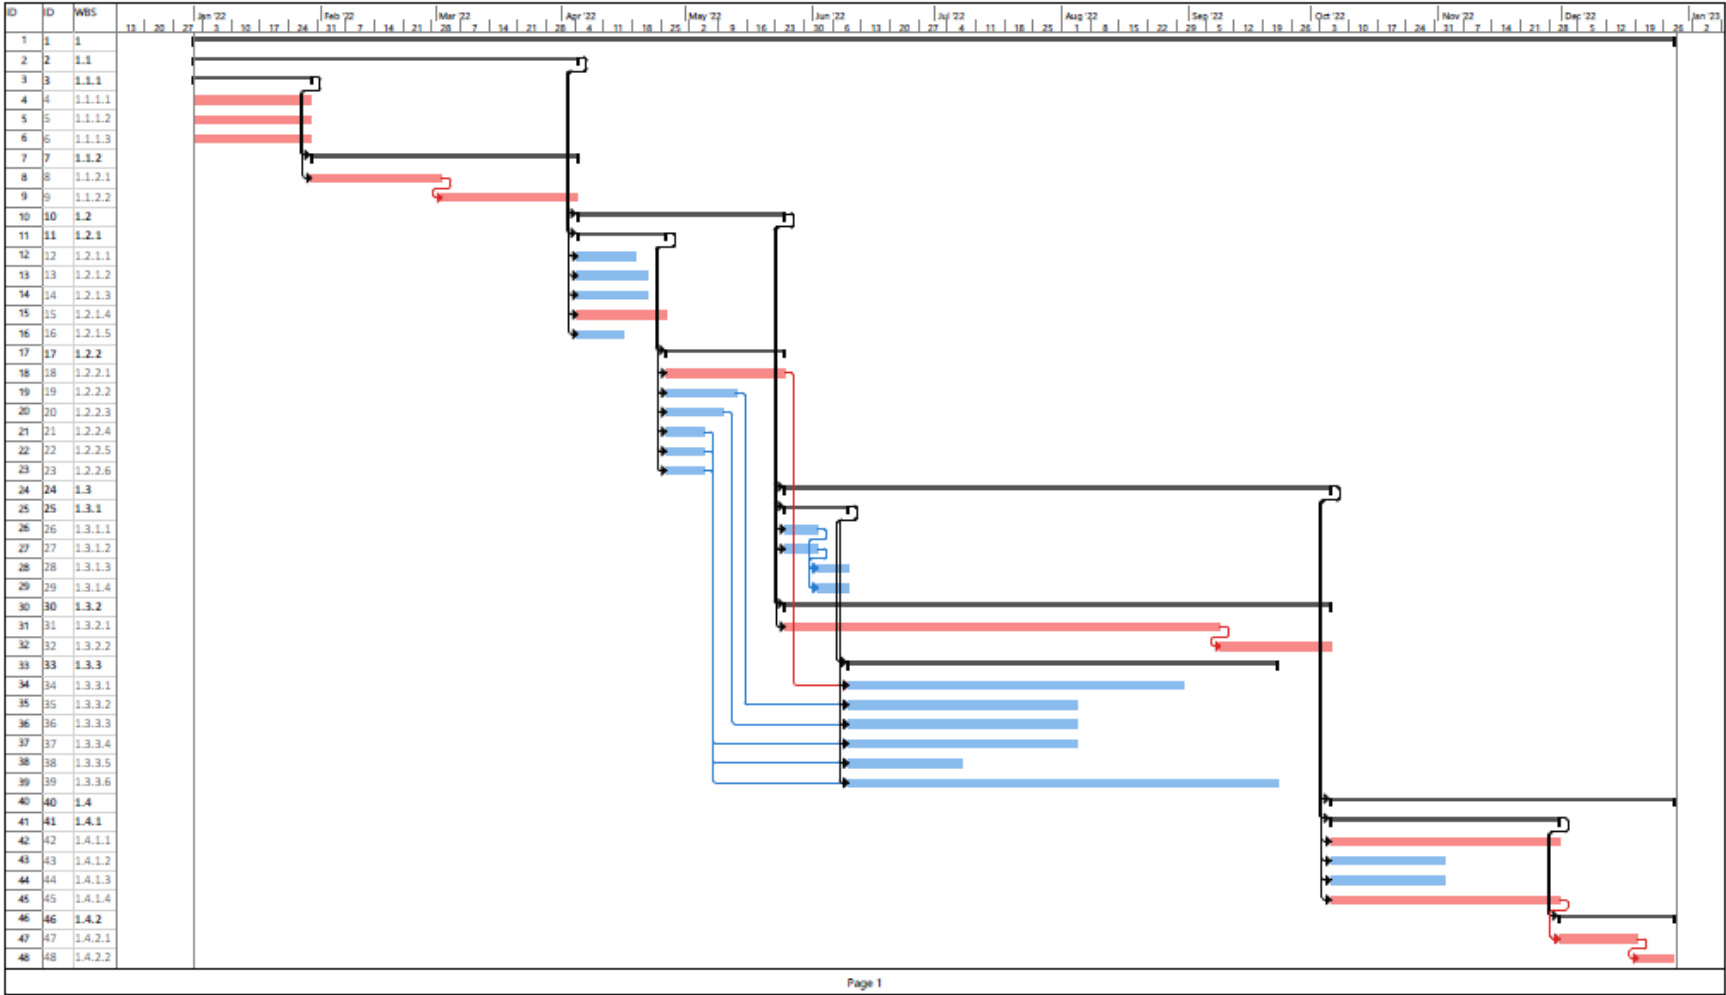 ID ID WBS Jan '22 Feb '22 Mar '22 Apr '22 May '22 Jun '22 Jul '22 Aug '22 Sep '22 Oct '22 Nov '22 Dec '22 Jan '23
13 20 27 3 10 17 24 31 7 14 21 28 7 14 21 28 4 11 18 25 2 9 16 23 30 6 13 20 27 4 11 18 25 1 8 15 22 29 5 12 19 26 3 10 17 24 31 7 14 21 28 5 12 19 26 2
1 1 1
2 2 1.1
3 3 1.1.1
4 4 1.1.1.1
5 5 1.1.1.2
6 6 1.1.1.3
7 7 1.1.2
8 8 1.1.2.1
9 9 1.1.2.2
10 10 1.2
11 11 1.2.1
12 12 1.2.1.1
13 13 1.2.1.2
14 14 1.2.1.3
15 15 1.2.1.4
16 16 1.2.1.5
17 17 1.2.2
18 18 1.2.2.1
19 19 1.2.2.2
20 20 1.2.2.3
21 21 1.2.2.4
22 22 1.2.2.5
23 23 1.2.2.6
24 24 1.3
25 25 1.3.1
26 26 1.3.1.1
27 27 1.3.1.2
28 28 1.3.1.3
29 29 1.3.1.4
30 30 1.3.2
31 31 1.3.2.1
32 32 1.3.2.2
33 33 1.3.3
34 34 1.3.3.1
35 35 1.3.3.2
36 36 1.3.3.3
37 37 1.3.3.4
38 38 1.3.3.5
39 39 1.3.3.6
40 40 1.4
41 41 1.4.1
42 42 1.4.1.1
43 43 1.4.1.2
44 44 1.4.1.3
45 45 1.4.1.4
46 46 1.4.2
47 47 1.4.2.1
48 48 1.4.2.2
Page 1